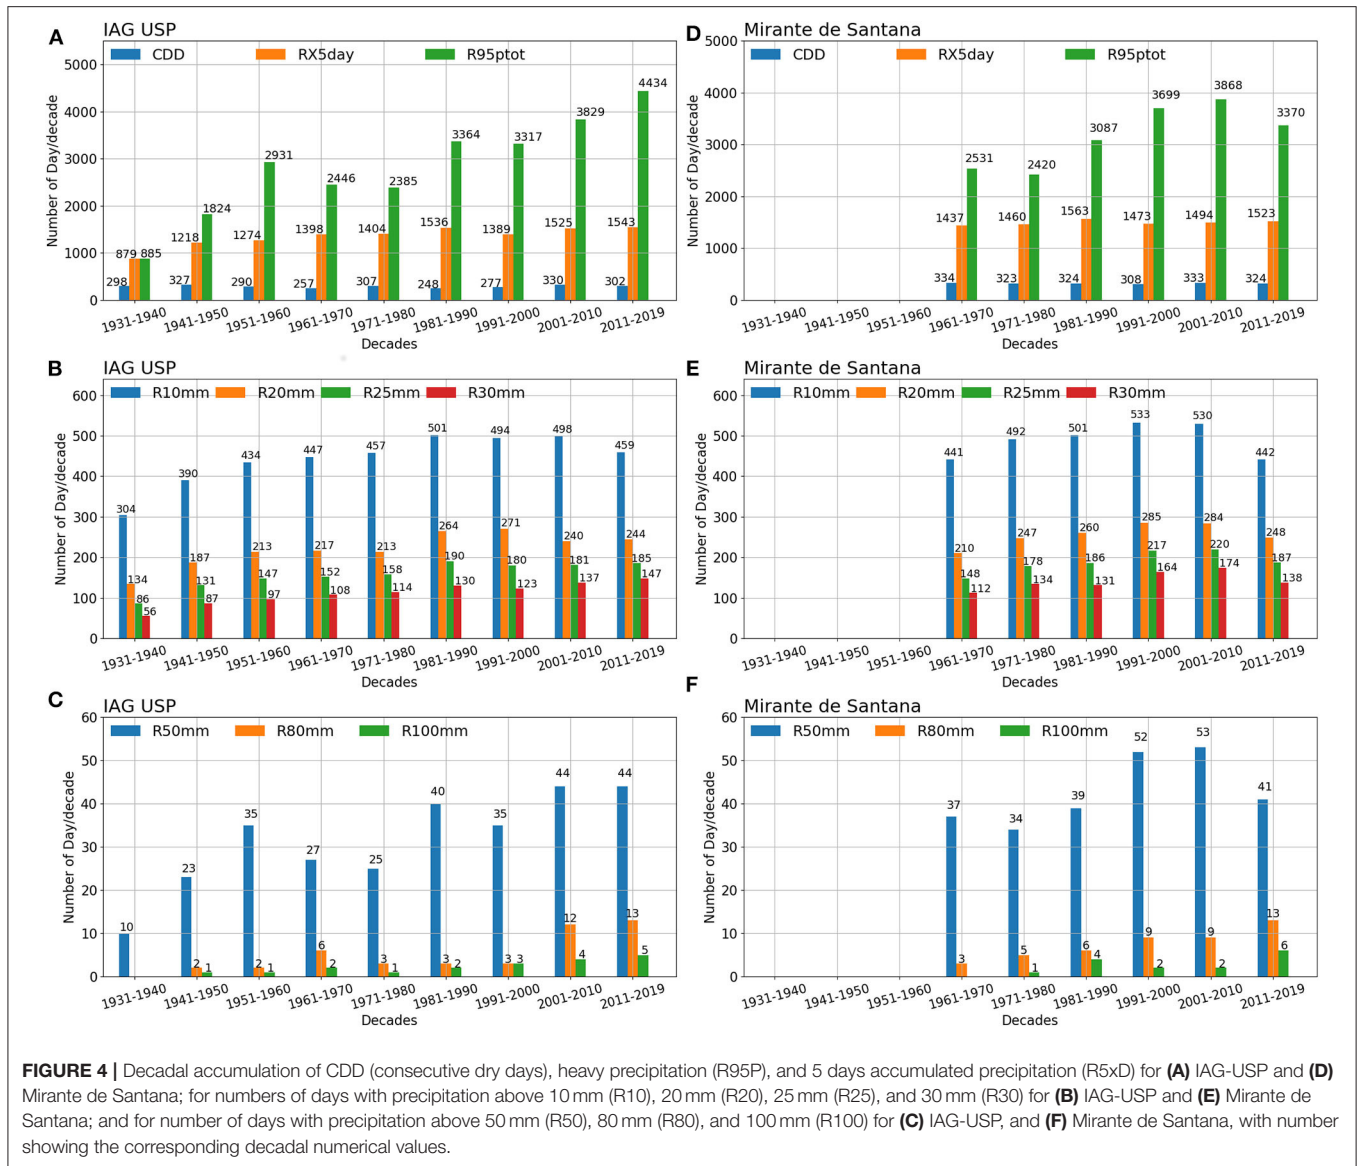 A
IAG USP
CDD RX5day R95ptot
Number of Day/decade
5000
4000
3000
2000
1000
0
298 879 885
327 1218 1824
290 1274 2931
257 1398 2446
307 1404 2385
248 1536 3364
277 1389 3317
330 1525 3829
302 1543 4434
1931-1940 1941-1950 1951-1960 1961-1970 1971-1980 1981-1990 1991-2000 2001-2010 2011-2019
Decades
D
Mirante de Santana
CDD RX5day R95ptot
Number of Day/decade
5000
4000
3000
2000
1000
0
334 1437 2531
323 1460 2420
324 1563 3087
308 1473 3699
333 1494 3868
324 1523 3370
1931-1940 1941-1950 1951-1960 1961-1970 1971-1980 1981-1990 1991-2000 2001-2010 2011-2019
Decades
B
IAG USP
R10mm R20mm R25mm R30mm
Number of Day/decade
600
500
400
300
200
100
0
304 134 86 56
390 187 131 87
434 213 147 97
447 217 152 108
457 213 158 114
501 264 190 130
494 271 180 123
498 240 181 137
459 244 185 147
1931-1940 1941-1950 1951-1960 1961-1970 1971-1980 1981-1990 1991-2000 2001-2010 2011-2019
Decades
E
Mirante de Santana
R10mm R20mm R25mm R30mm
Number of Day/decade
600
500
400
300
200
100
0
441 210 148 112
492 247 178 134
501 260 186 131
533 285 217 164
530 284 220 174
442 248 187 138
1931-1940 1941-1950 1951-1960 1961-1970 1971-1980 1981-1990 1991-2000 2001-2010 2011-2019
Decades
C
IAG USP
R50mm R80mm R100mm
Number of Day/decade
60
50
40
30
20
10
0
10
23 2 1
35 2 1
27 6 2
25 3 1
40 3 2
35 3 3
44 12 4
44 13 5
1931-1940 1941-1950 1951-1960 1961-1970 1971-1980 1981-1990 1991-2000 2001-2010 2011-2019
Decades
F
Mirante de Santana
R50mm R80mm R100mm
Number of Day/decade
60
50
40
30
20
10
0
37 3
34 5 1
39 6 4
52 9 2
53 9 2
41 13 6
1931-1940 1941-1950 1951-1960 1961-1970 1971-1980 1981-1990 1991-2000 2001-2010 2011-2019
Decades
FIGURE 4 | Decadal accumulation of CDD (consecutive dry days), heavy precipitation (R95P), and 5 days accumulated precipitation (R5xD) for (A) IAG-USP and (D)
Mirante de Santana; for numbers of days with precipitation above 10 mm (R10), 20 mm (R20), 25 mm (R25), and 30 mm (R30) for (B) IAG-USP and (E) Mirante de
Santana; and for number of days with precipitation above 50 mm (R50), 80 mm (R80), and 100 mm (R100) for (C) IAG-USP, and (F) Mirante de Santana, with number
showing the corresponding decadal numerical values.